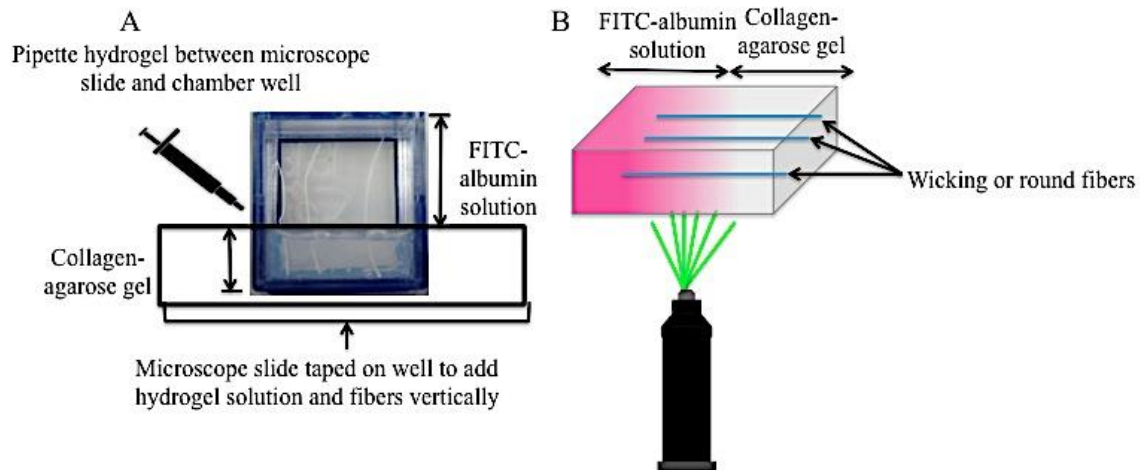 A
Pipette hydrogel between microscope
slide and chamber well
FITC-
albumin
solution
Collagen-
agarose gel
Microscope slide taped on well to add
hydrogel solution and fibers vertically
B
FITC-albumin
solution
Collagen-
agarose gel
Wicking or round fibers